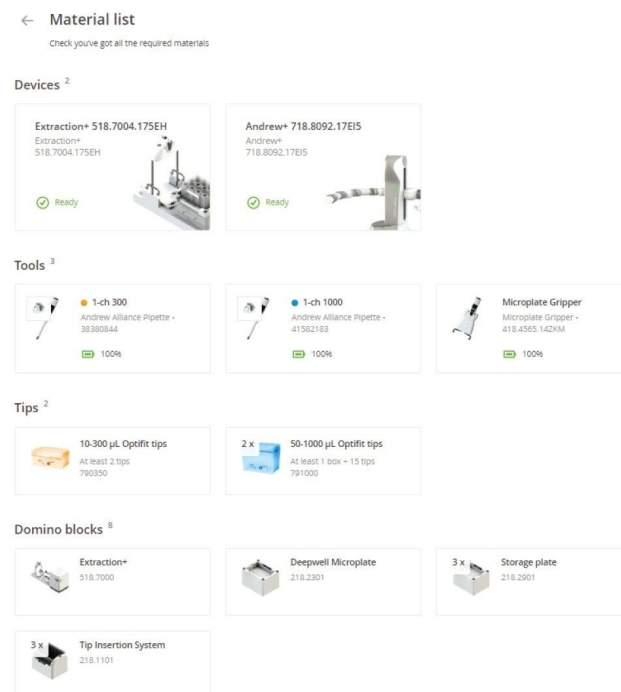 ← Material list
Check you've got all the required materials
Devices 2
Extraction+ 518.7004.175EH
Extraction+
518.7004.175EH
Ready
Andrew+ 718.8092.17EI5
Andrew+
718.8092.17EI5
Ready
Tools 3
1-ch 300
Andrew Alliance Pipette -
38380844
100%
1-ch 1000
Andrew Alliance Pipette -
41582183
100%
Microplate Gripper
Microplate Gripper -
418.4565.14ZKM
100%
Tips 2
10-300 µL Optifit tips
At least 2 tips
790350
2 x
50-1000 µL Optifit tips
At least 1 box + 15 tips
791000
Domino blocks 8
Extraction+
518.7000
Deepwell Microplate
218.2301
3 x
Storage plate
218.2901
3 x
Tip Insertion System
218.1101